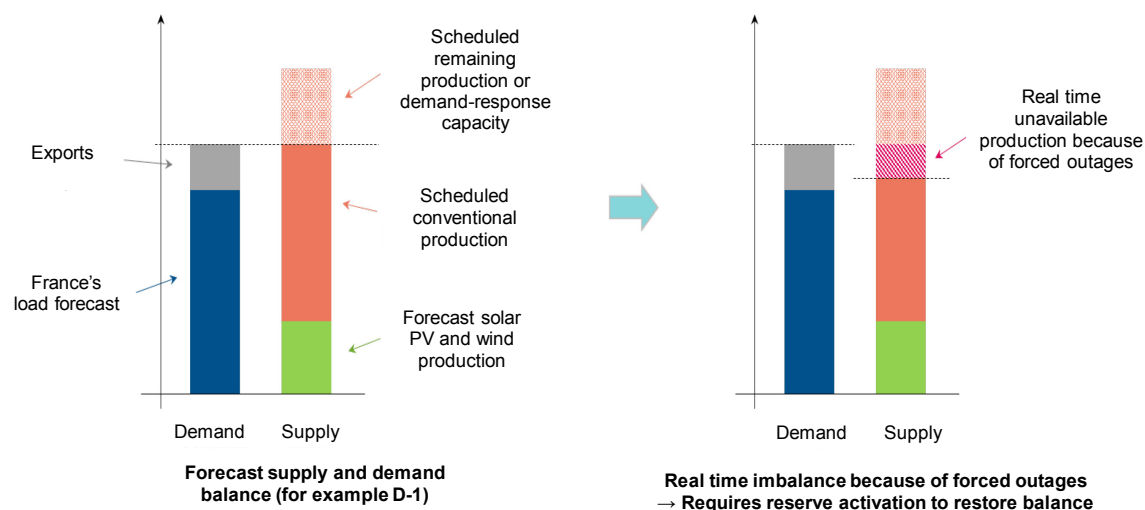 Scheduled
remaining
production or
demand-response
capacity
Exports
Scheduled
conventional
production
France's
load forecast
Forecast solar
PV and wind
production
Demand
Supply
Forecast supply and demand
balance (for example D-1)
Real time
unavailable
production because
of forced outages
Demand
Supply
Real time imbalance because of forced outages
→ Requires reserve activation to restore balance